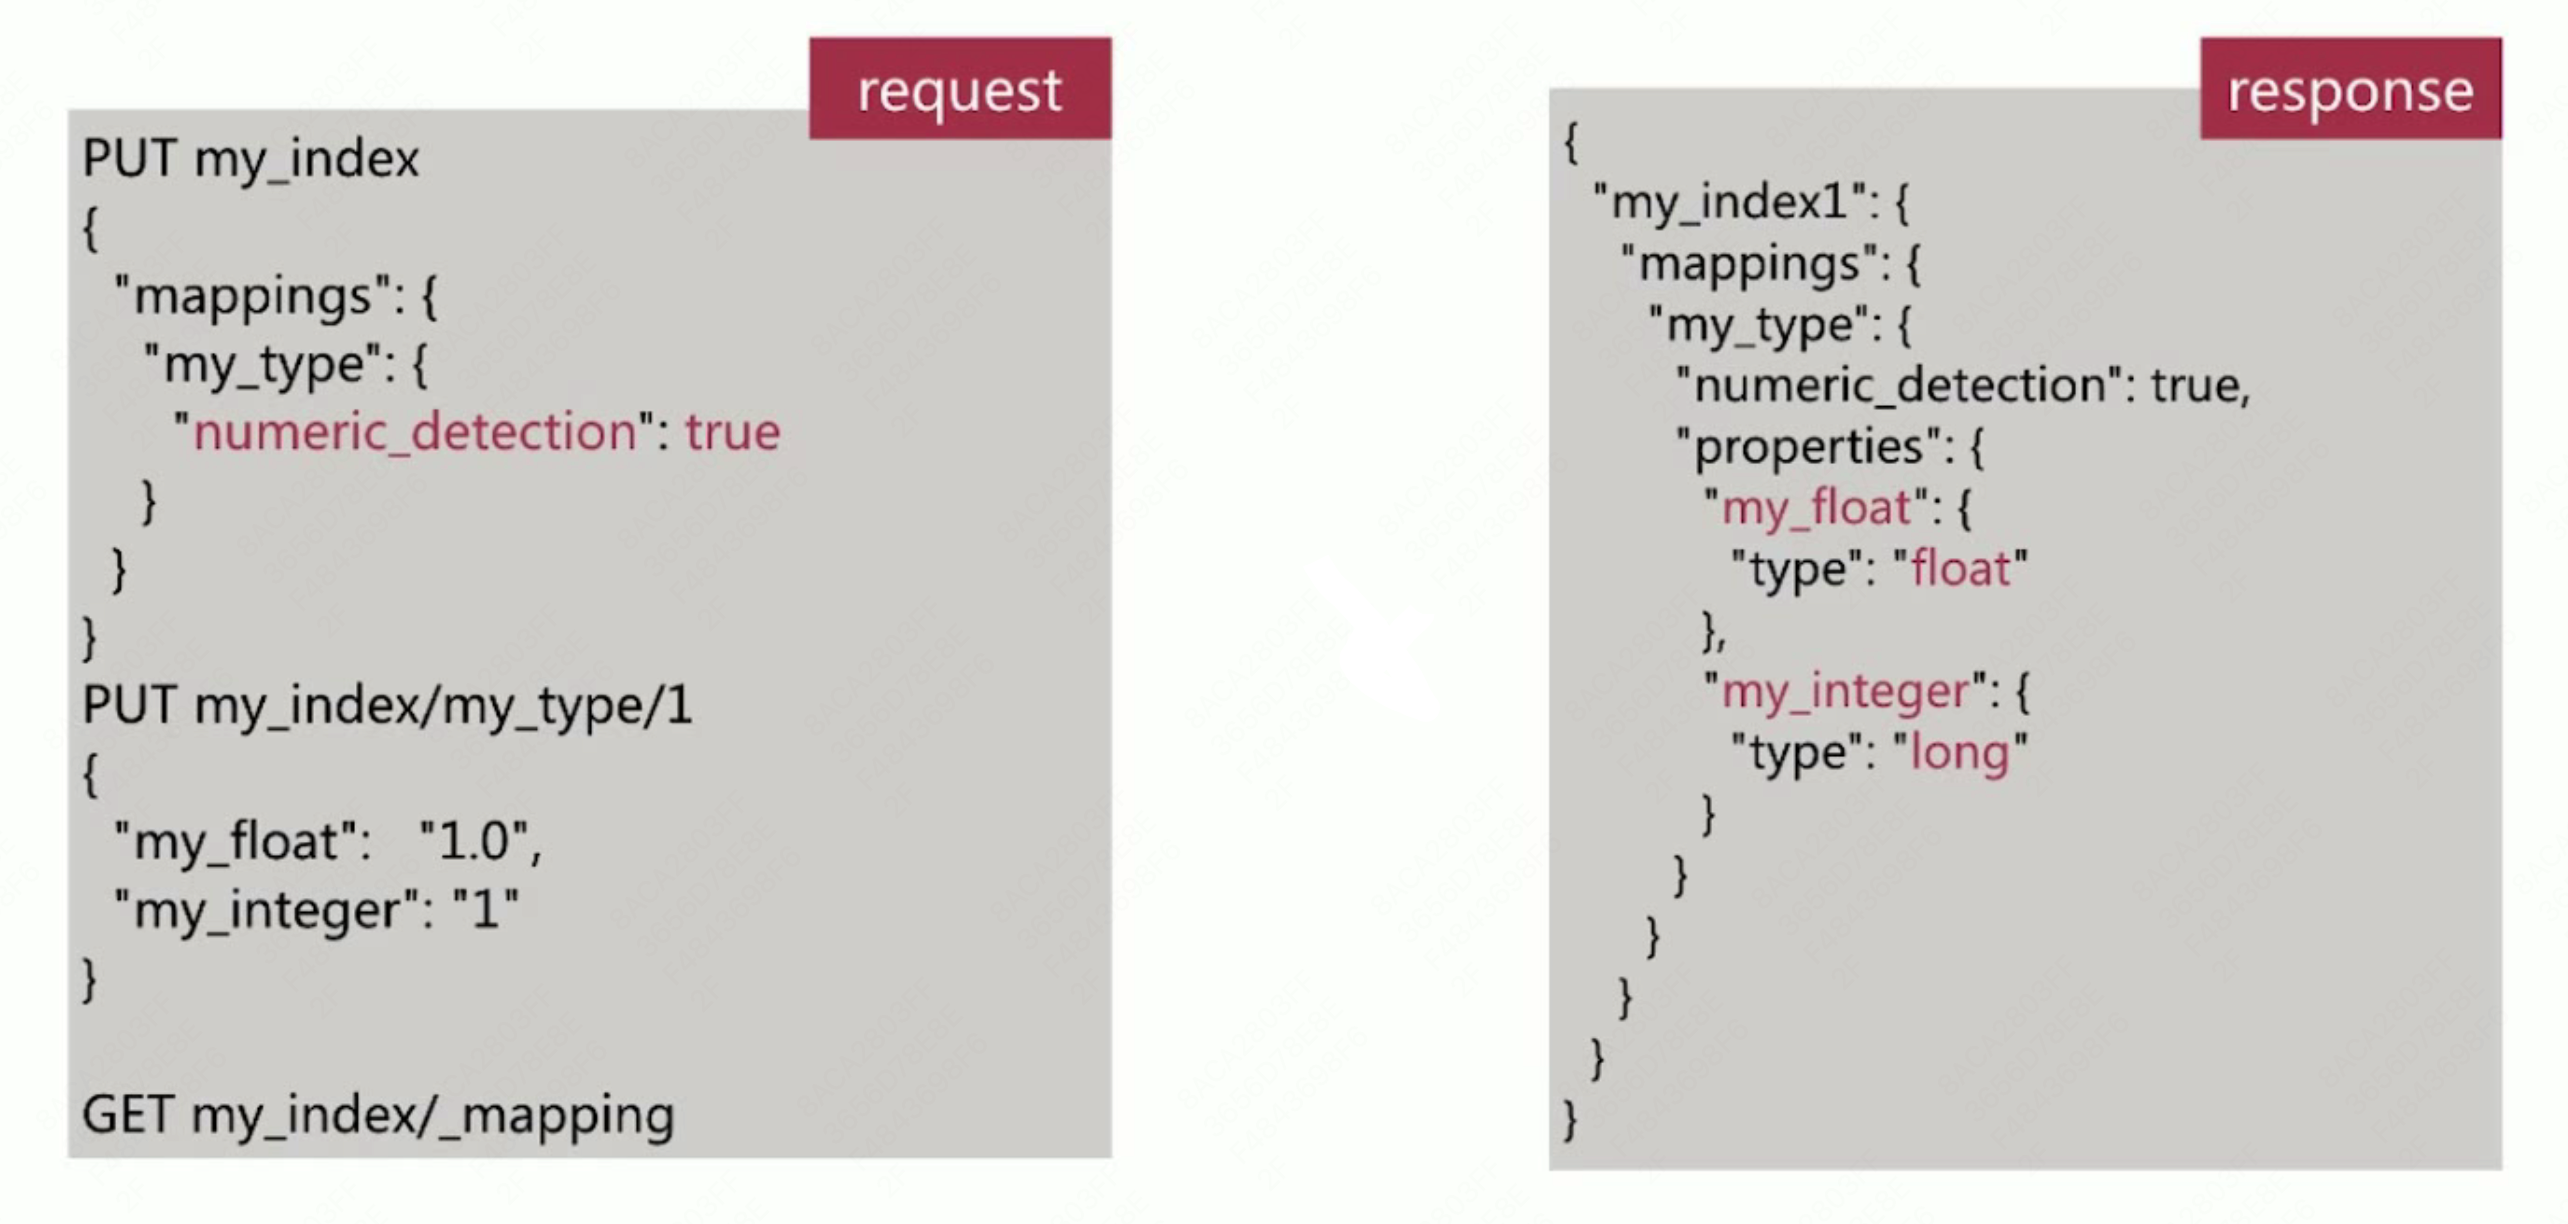 request
PUT my_index
{
"mappings": {
"my_type": {
"numeric_detection": true
}
}
}
PUT my_index/my_type/1
{
"my_float":   "1.0",
"my_integer": "1"
}
GET my_index/_mapping
response
{
"my_index1": {
"mappings": {
"my_type": {
"numeric_detection": true,
"properties": {
"my_float": {
"type": "float"
},
"my_integer": {
"type": "long"
}
}
}
}
}
}